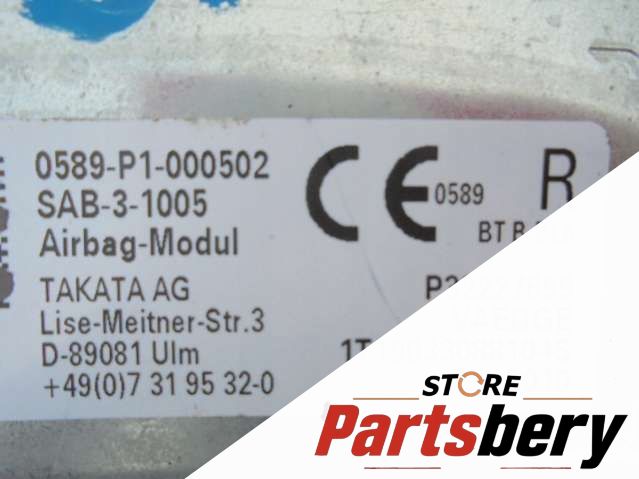 0589-P1-000502
SAB-3-1005
Airbag-Modul
TAKATA AG
Lise-Meitner-Str.3
D-89081 Ulm
+49(0)7 31 95 32-0
CE 0589
R
BT B
STORE
Partsbery